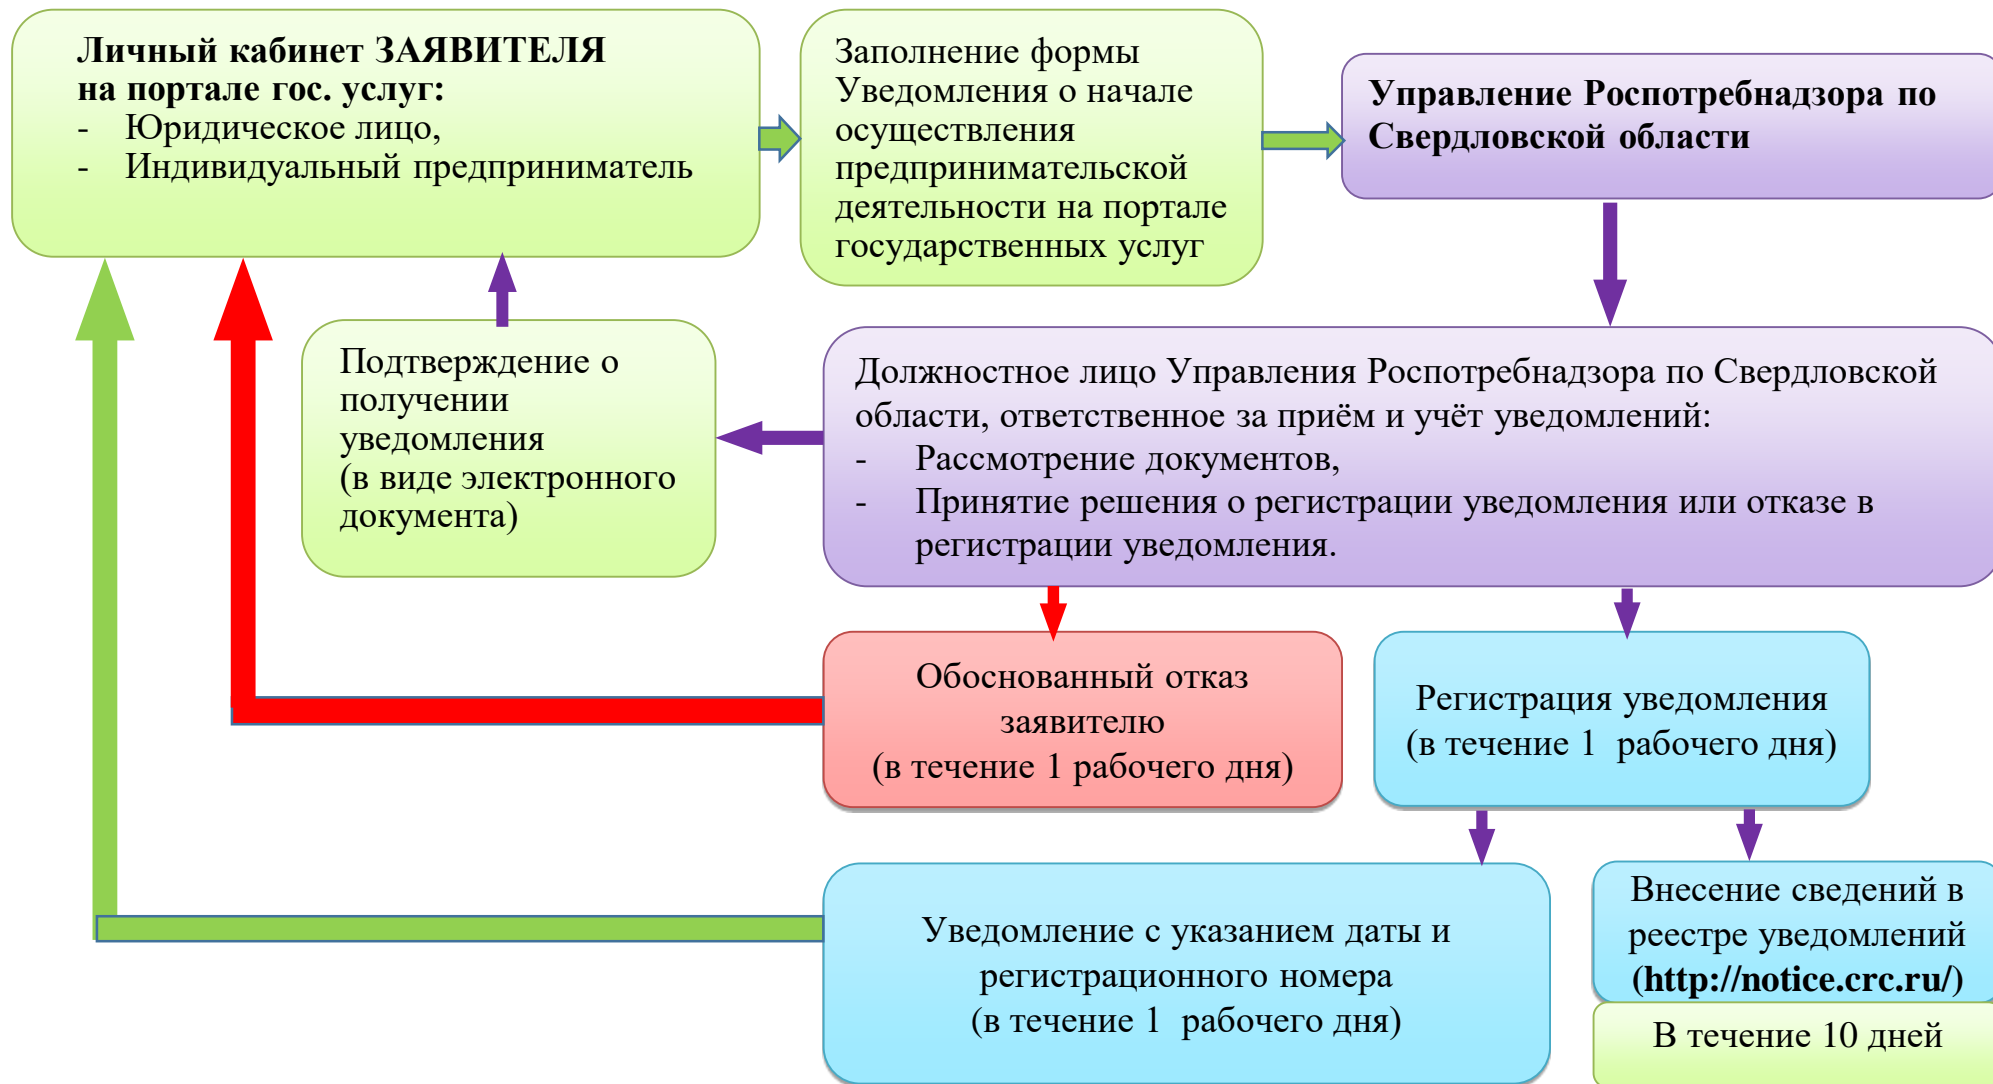 Личный кабинет ЗАЯВИТЕЛЯ
на портале гос. услуг:
- Юридическое лицо,
- Индивидуальный предприниматель
Заполнение формы
Уведомления о начале
осуществления
предпринимательской
деятельности на портале
государственных услуг
Управление Роспотребнадзора по
Свердловской области
Подтверждение о
получении
уведомления
(в виде электронного
документа)
Должностное лицо Управления Роспотребнадзора по Свердловской
области, ответственное за приём и учёт уведомлений:
- Рассмотрение документов,
- Принятие решения о регистрации уведомления или отказе в
регистрации уведомления.
Обоснованный отказ
заявителю
(в течение 1 рабочего дня)
Регистрация уведомления
(в течение 1 рабочего дня)
Уведомление с указанием даты и
регистрационного номера
(в течение 1 рабочего дня)
Внесение сведений в
реестре уведомлений
(http://notice.crc.ru/)
В течение 10 дней